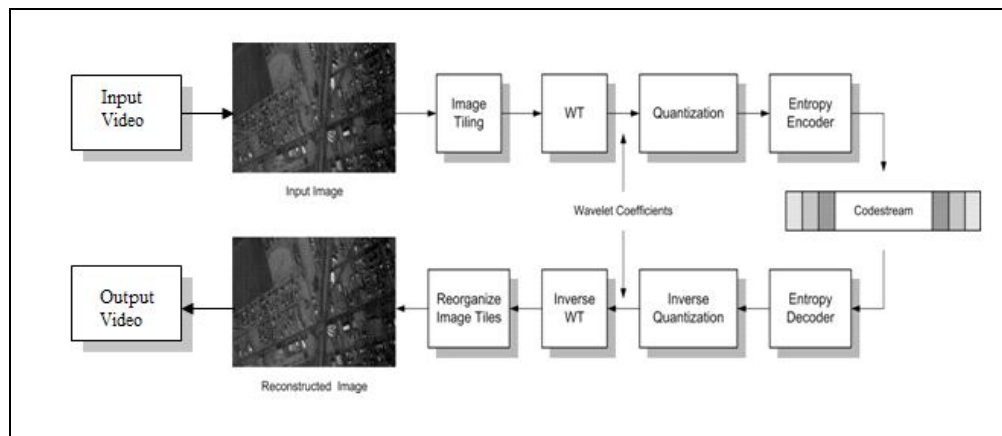 Input
Video
Input Image
Image
Tiling
WT
Quantization
Entropy
Encoder
Wavelet Coefficients
Codestream
Output
Video
Reconstructed Image
Reorganize
Image Tiles
Inverse
WT
Inverse
Quantization
Entropy
Decoder